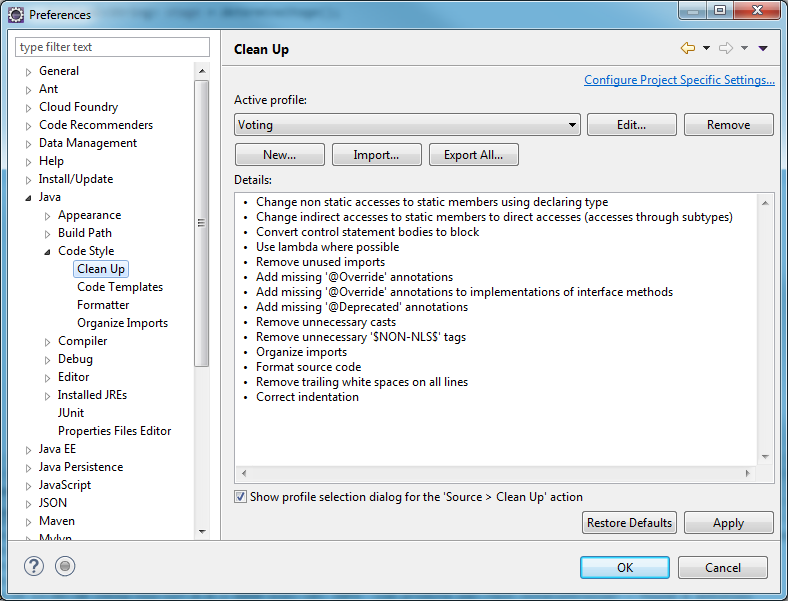 Preferences
type filter text
General
Ant
Cloud Foundry
Code Recommenders
Data Management
Help
Install/Update
Java
Appearance
Build Path
Code Style
Clean Up
Code Templates
Formatter
Organize Imports
Compiler
Debug
Editor
Installed JREs
JUnit
Properties Files Editor
Java EE
Java Persistence
JavaScript
JSON
Maven
Mylyn
Clean Up
Configure Project Specific Settings...
Active profile:
Voting
Edit...
Remove
New...
Import...
Export All...
Details:
• Change non static accesses to static members using declaring type
• Change indirect accesses to static members to direct accesses (accesses through subtypes)
• Convert control statement bodies to block
• Use lambda where possible
• Remove unused imports
• Add missing '@Override' annotations
• Add missing '@Override' annotations to implementations of interface methods
• Add missing '@Deprecated' annotations
• Remove unnecessary casts
• Remove unnecessary '$NON-NLS$' tags
• Organize imports
• Format source code
• Remove trailing white spaces on all lines
• Correct indentation
Show profile selection dialog for the 'Source > Clean Up' action
Restore Defaults
Apply
?
OK
Cancel